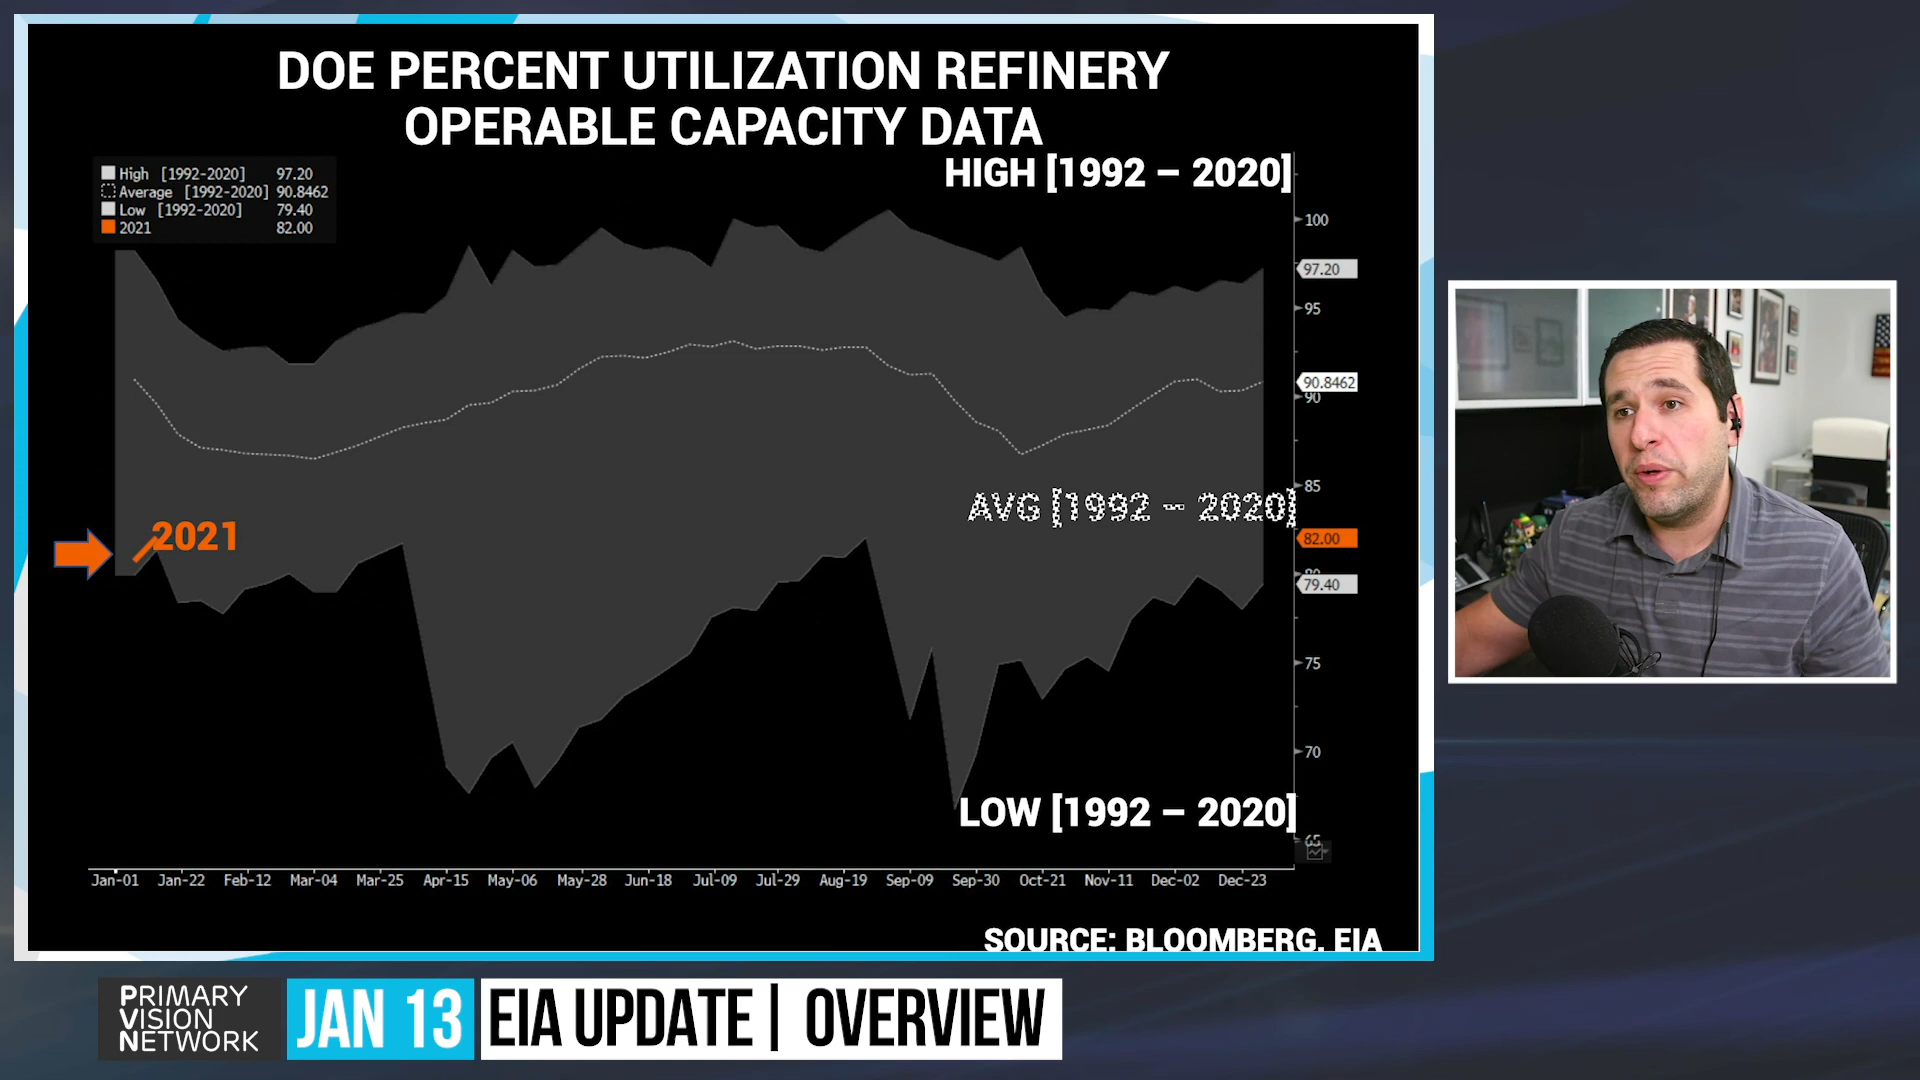 DOE PERCENT UTILIZATION REFINERY
OPERABLE CAPACITY DATA
HIGH [1992 – 2020]
High [1992-2020] 97.20
Average [1992-2020] 90.8462
Low [1992-2020] 79.40
2021 82.00
100
97.20
95
90.8462
90
85
AVG [1992 – 2020]
2021
82.00
80
79.40
75
70
LOW [1992 – 2020]
65
Jan-01 Jan-22 Feb-12 Mar-04 Mar-25 Apr-15 May-06 May-28 Jun-18 Jul-09 Jul-29 Aug-19 Sep-09 Sep-30 Oct-21 Nov-11 Dec-02 Dec-23
SOURCE: BLOOMBERG, EIA
PRIMARY
VISION
NETWORK
JAN 13
EIA UPDATE | OVERVIEW